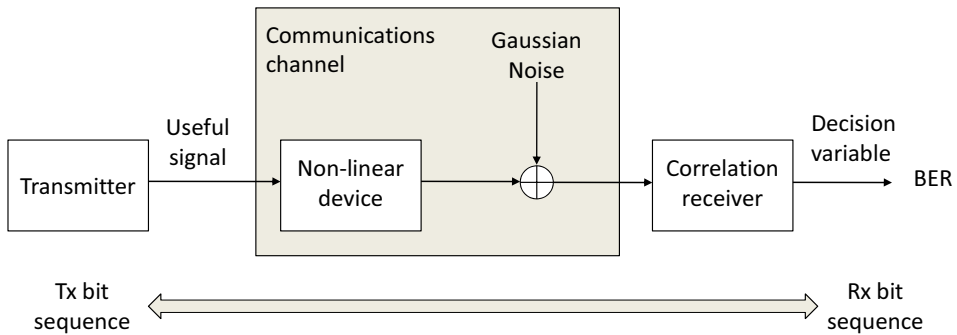 Communications
channel
Gaussian
Noise
Useful
signal
Decision
variable
Transmitter
Non-linear
device
Correlation
receiver
BER
Tx bit
sequence
Rx bit
sequence